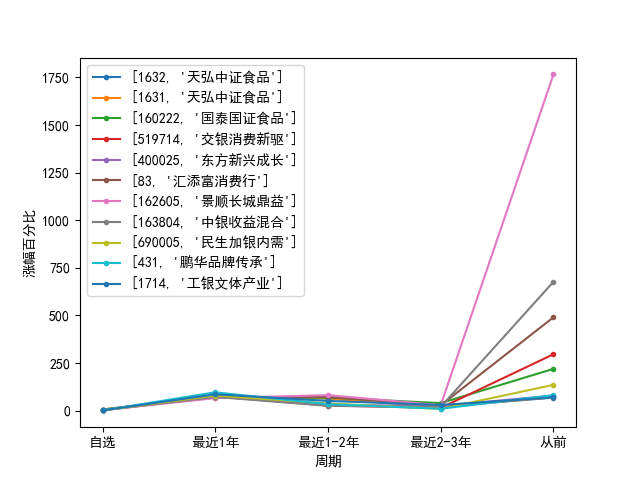 1750
1500
1250
1000
750
500
250
0
涨幅百分比
[1632, '天弘中证食品']
[1631, '天弘中证食品']
[160222, '国泰国证食品']
[519714, '交银消费新驱']
[400025, '东方新兴成长']
[83, '汇添富消费行']
[162605, '景顺长城鼎益']
[163804, '中银收益混合']
[690005, '民生加银内需']
[431, '鹏华品牌传承']
[1714, '工银文体产业']
自选 最近1年 最近1-2年 最近2-3年 从前
周期